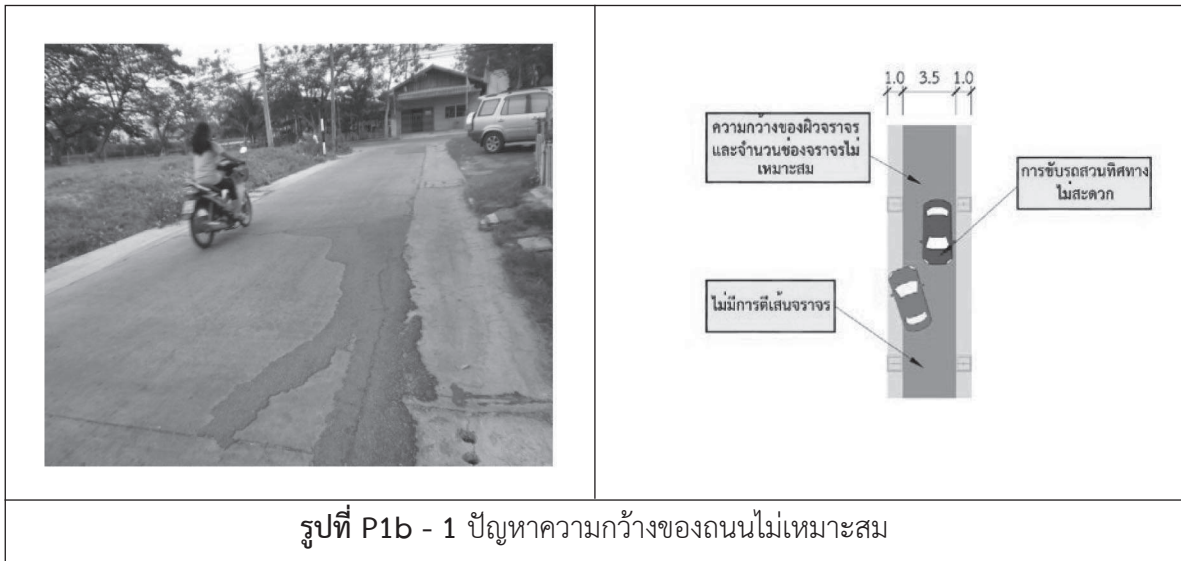 1.0 3.5 1.0
ความกว้างของผิวจราจร
และจำนวนช่องจราจรไม่
เหมาะสม
การขับรถสวนทิศทาง
ไม่สะดวก
ไม่มีการตีเส้นจราจร
รูปที่ P1b - 1 ปัญหาความกว้างของถนนไม่เหมาะสม